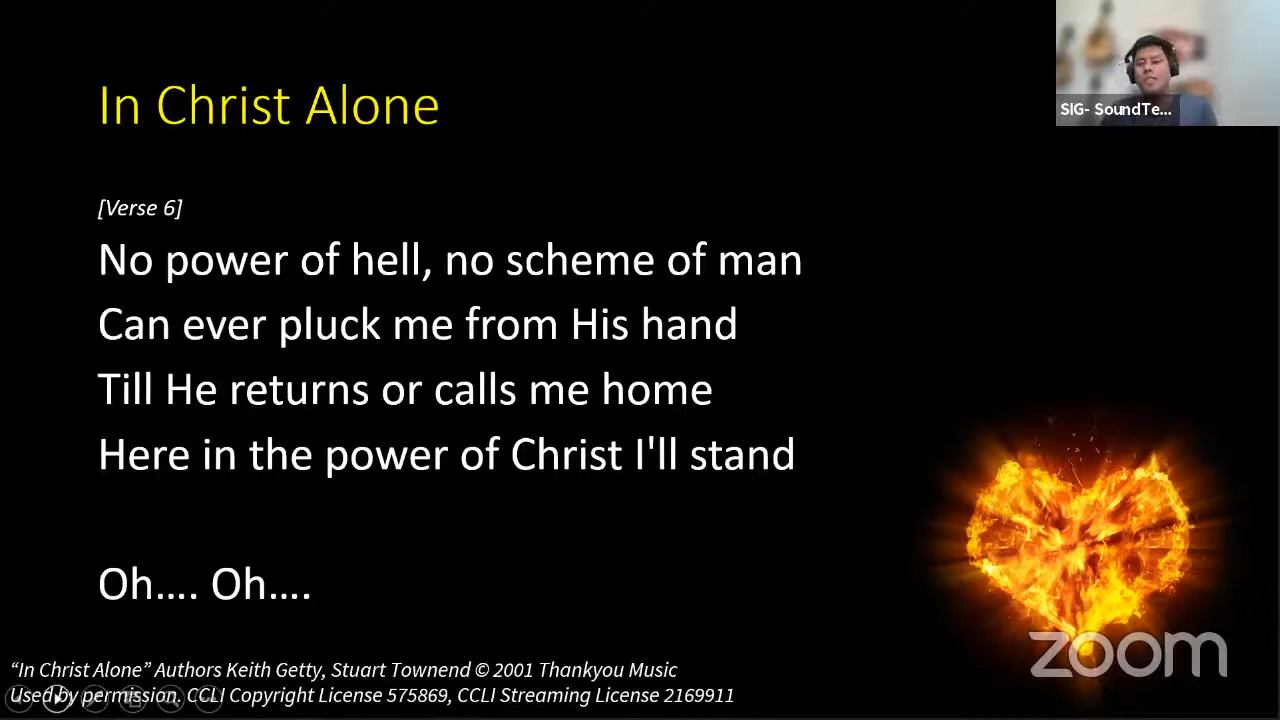 In Christ Alone
SIG- SoundTe...
[Verse 6]
No power of hell, no scheme of man
Can ever pluck me from His hand
Till He returns or calls me home
Here in the power of Christ I'll stand
Oh.... Oh....
zoom
“In Christ Alone” Authors Keith Getty, Stuart Townend © 2001 Thankyou Music
Used by permission. CCLI Copyright License 575869, CCLI Streaming License 2169911